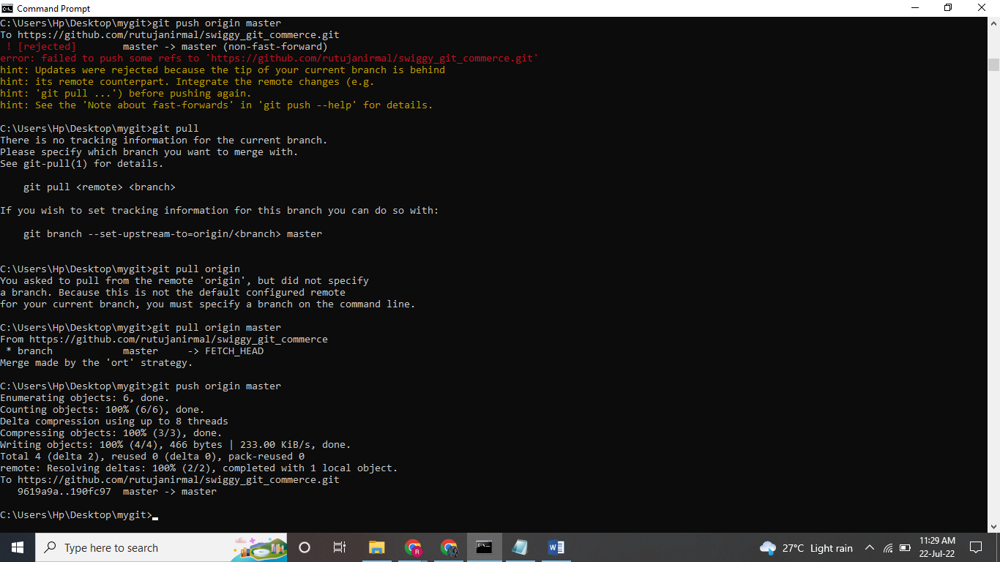 Command Prompt
C:\Users\Hp\Desktop\mygit>git push origin master
To https://github.com/rutujanirmal/swiggy_git_commerce.git
 ! [rejected]        master -> master (non-fast-forward)
error: failed to push some refs to 'https://github.com/rutujanirmal/swiggy_git_commerce.git'
hint: Updates were rejected because the tip of your current branch is behind
hint: its remote counterpart. Integrate the remote changes (e.g.
hint: 'git pull ...') before pushing again.
hint: See the 'Note about fast-forwards' in 'git push --help' for details.
C:\Users\Hp\Desktop\mygit>git pull
There is no tracking information for the current branch.
Please specify which branch you want to merge with.
See git-pull(1) for details.
    git pull <remote> <branch>
If you wish to set tracking information for this branch you can do so with:
    git branch --set-upstream-to=origin/<branch> master
C:\Users\Hp\Desktop\mygit>git pull origin
You asked to pull from the remote 'origin', but did not specify
a branch. Because this is not the default configured remote
for your current branch, you must specify a branch on the command line.
C:\Users\Hp\Desktop\mygit>git pull origin master
From https://github.com/rutujanirmal/swiggy_git_commerce
 * branch            master     -> FETCH_HEAD
Merge made by the 'ort' strategy.
C:\Users\Hp\Desktop\mygit>git push origin master
Enumerating objects: 6, done.
Counting objects: 100% (6/6), done.
Delta compression using up to 8 threads
Compressing objects: 100% (3/3), done.
Writing objects: 100% (4/4), 466 bytes | 233.00 KiB/s, done.
Total 4 (delta 2), reused 0 (delta 0), pack-reused 0
remote: Resolving deltas: 100% (2/2), completed with 1 local object.
To https://github.com/rutujanirmal/swiggy_git_commerce.git
   9619a9a..190fc97  master -> master
C:\Users\Hp\Desktop\mygit>
Type here to search
27°C Light rain
11:29 AM
22-Jul-22